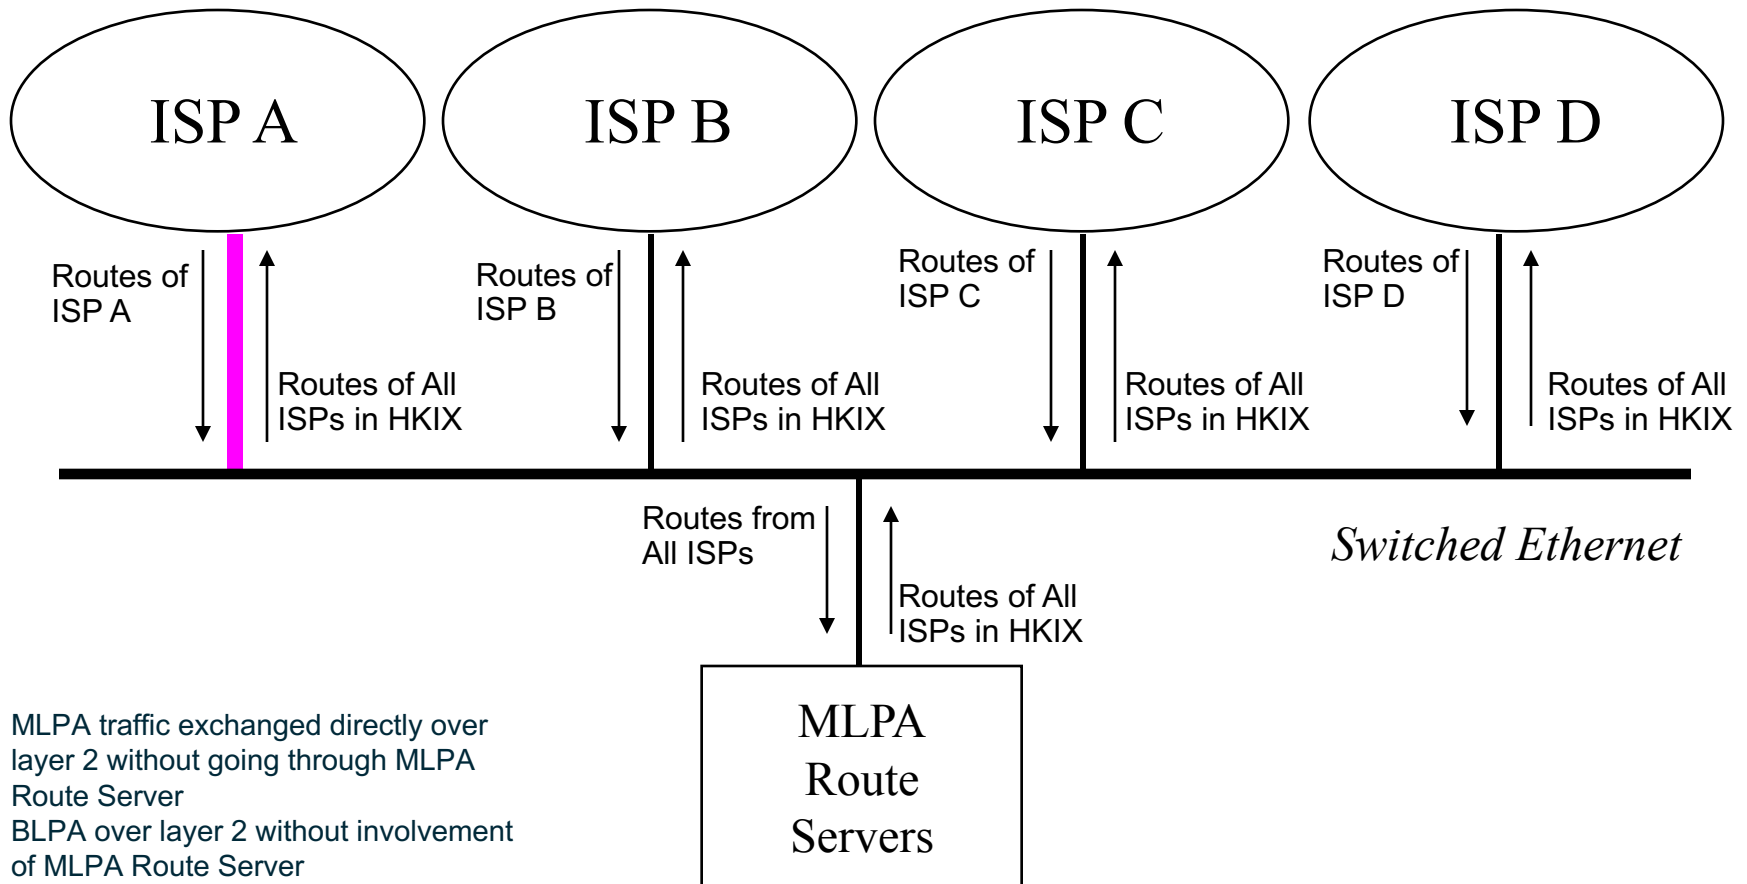 ISP A
ISP B
ISP C
ISP D
Routes of
ISP A
Routes of All
ISPs in HKIX
Routes of
ISP B
Routes of All
ISPs in HKIX
Routes of
ISP C
Routes of All
ISPs in HKIX
Routes of
ISP D
Routes of All
ISPs in HKIX
Routes from
All ISPs
Routes of All
ISPs in HKIX
Switched Ethernet
MLPA
Route
Servers
MLPA traffic exchanged directly over
layer 2 without going through MLPA
Route Server
BLPA over layer 2 without involvement
of MLPA Route Server